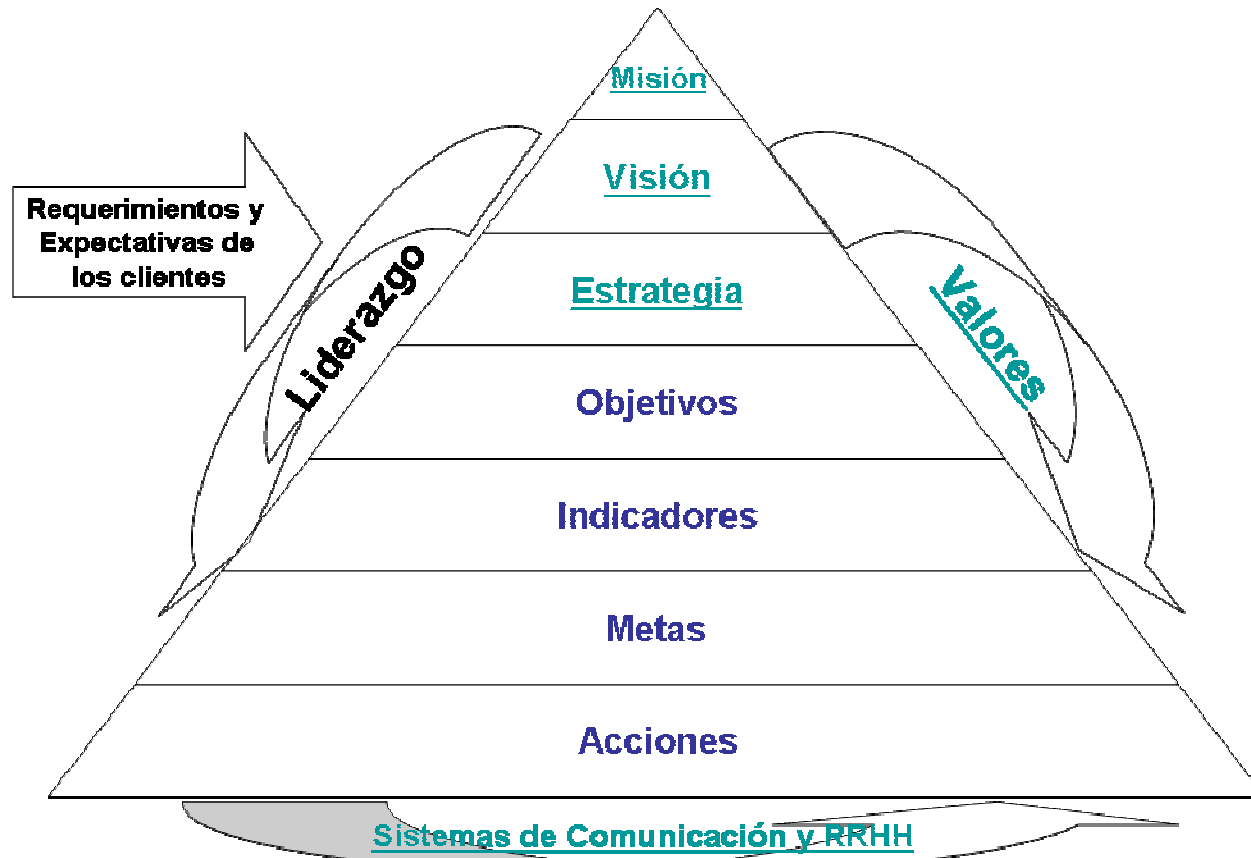 Misión
Visión
Requerimientos y
Expectativas de
los clientes
Liderazgo
Estrategia
Valores
Objetivos
Indicadores
Metas
Acciones
Sistemas de Comunicación y RRHH